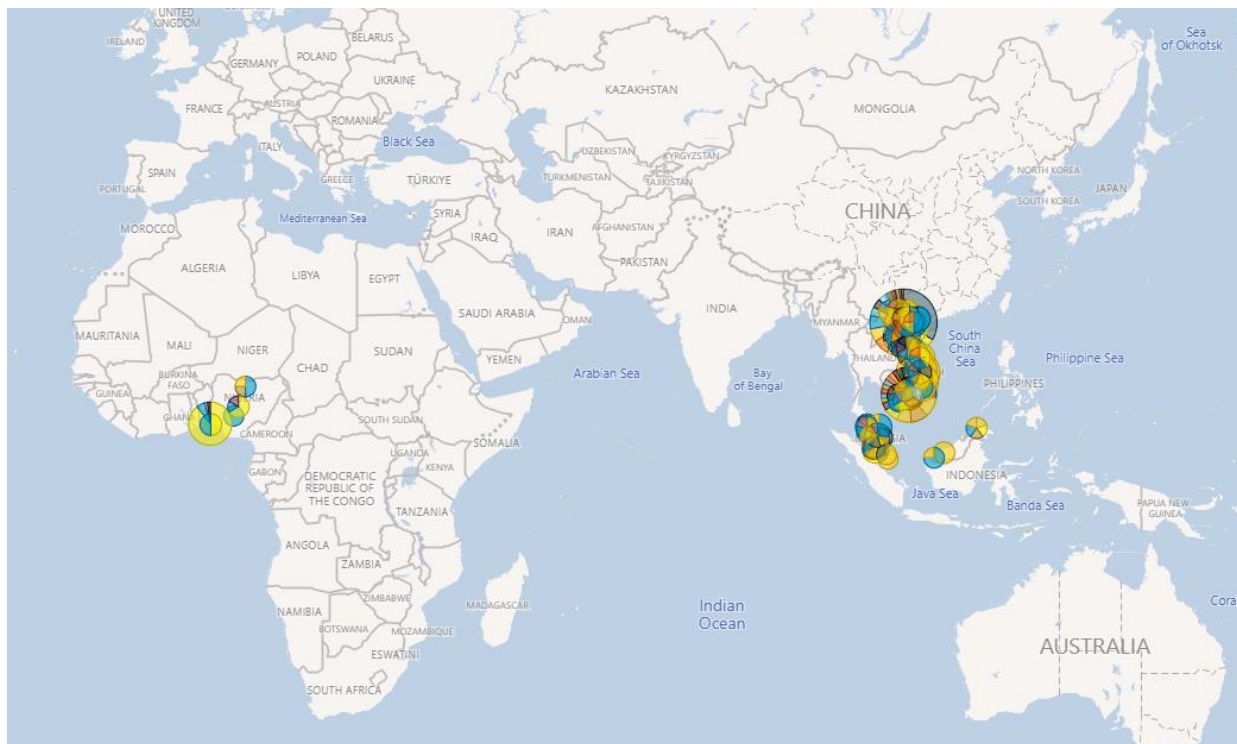 UNITED
KINGDOM
IRELAND
BELARUS
POLAND
GERMANY
UKRAINE
FRANCE
AUSTRIA
ROMANIA
ITALY
Black Sea
PORTUGAL
SPAIN
GREECE
TÜRKIYE
Mediterranean Sea
SYRIA
IRAQ
IRAN
KAZAKHSTAN
UZBEKISTAN
KYRGYZSTAN
TURKMENISTAN
TAJIKISTAN
AFGHANISTAN
PAKISTAN
MONGOLIA
CHINA
NORTH KOREA
SOUTH KOREA
JAPAN
Sea
of Okhotsk
MOROCCO
ALGERIA
LIBYA
EGYPT
SAUDI ARABIA
OMAN
YEMEN
INDIA
MYANMAR
THAILAND
South
China
Sea
PHILIPPINES
Philippine Sea
Arabian Sea
Bay
of Bengal
MAURITANIA
MALI
NIGER
CHAD
SUDAN
BURKINA
FASO
GUINEA
CAMEROON
SOUTH SUDAN
SOMALIA
GABON
UGANDA
KENYA
DEMOCRATIC
REPUBLIC OF
THE CONGO
TANZANIA
ANGOLA
ZAMBIA
ZIMBABWE
NAMIBIA
BOTSWANA
MOZAMBIQUE
MADAGASCAR
ESWATINI
SOUTH AFRICA
INDONESIA
Java Sea
Banda Sea
PAPUA NEW
GUINEA
Indian
Ocean
AUSTRALIA